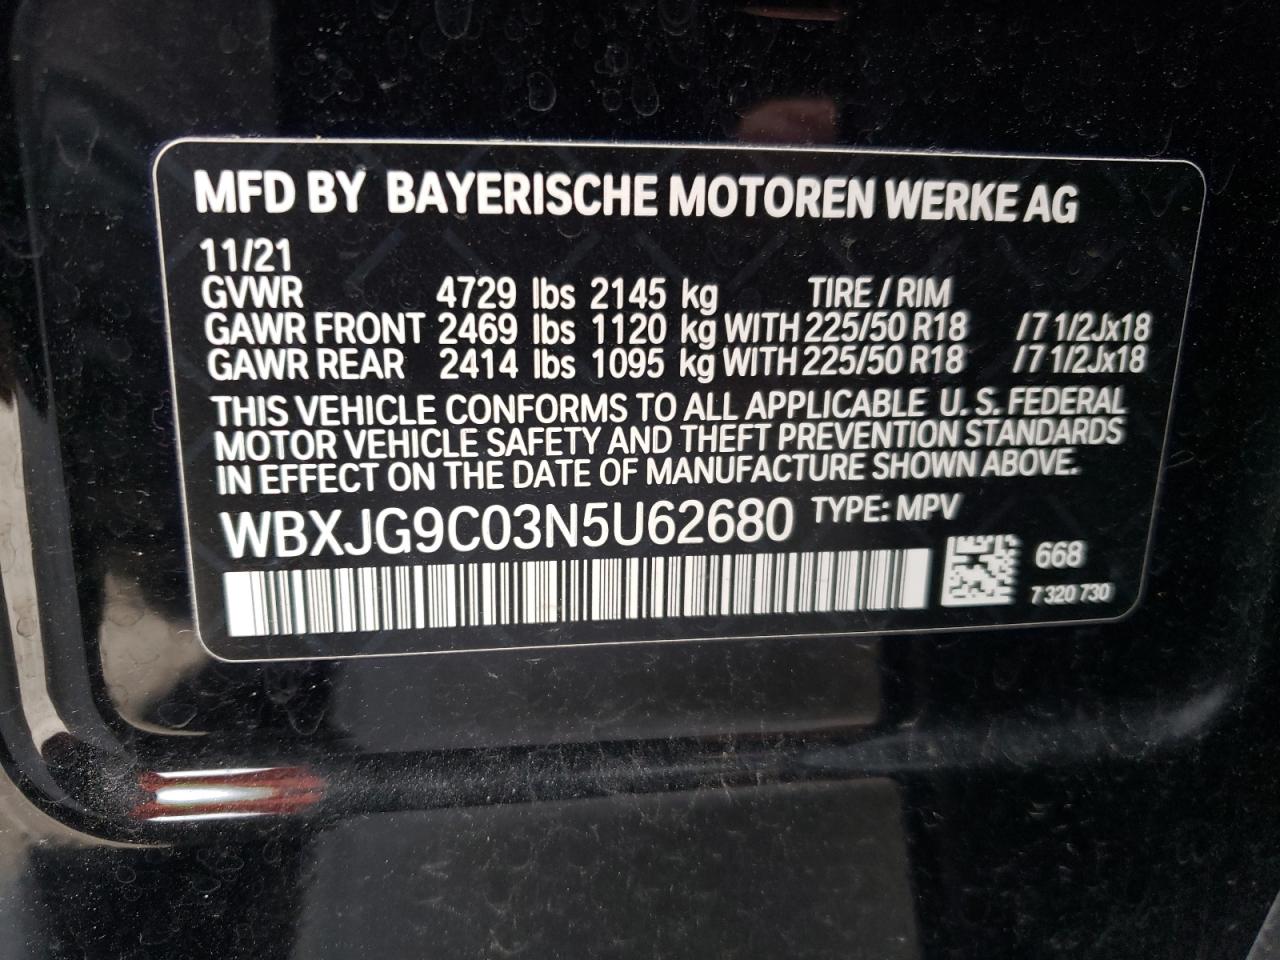 MFD BY BAYERISCHE MOTOREN WERKE AG
11/21
GVWR 4729 lbs 2145 kg TIRE / RIM
GAWR FRONT 2469 lbs 1120 kg WITH 225/50 R18 /7 1/2Jx18
GAWR REAR 2414 lbs 1095 kg WITH 225/50 R18 /7 1/2Jx18
THIS VEHICLE CONFORMS TO ALL APPLICABLE U. S. FEDERAL
MOTOR VEHICLE SAFETY AND THEFT PREVENTION STANDARDS
IN EFFECT ON THE DATE OF MANUFACTURE SHOWN ABOVE.
WBXJG9C03N5U62680 TYPE: MPV
668
7 320 730